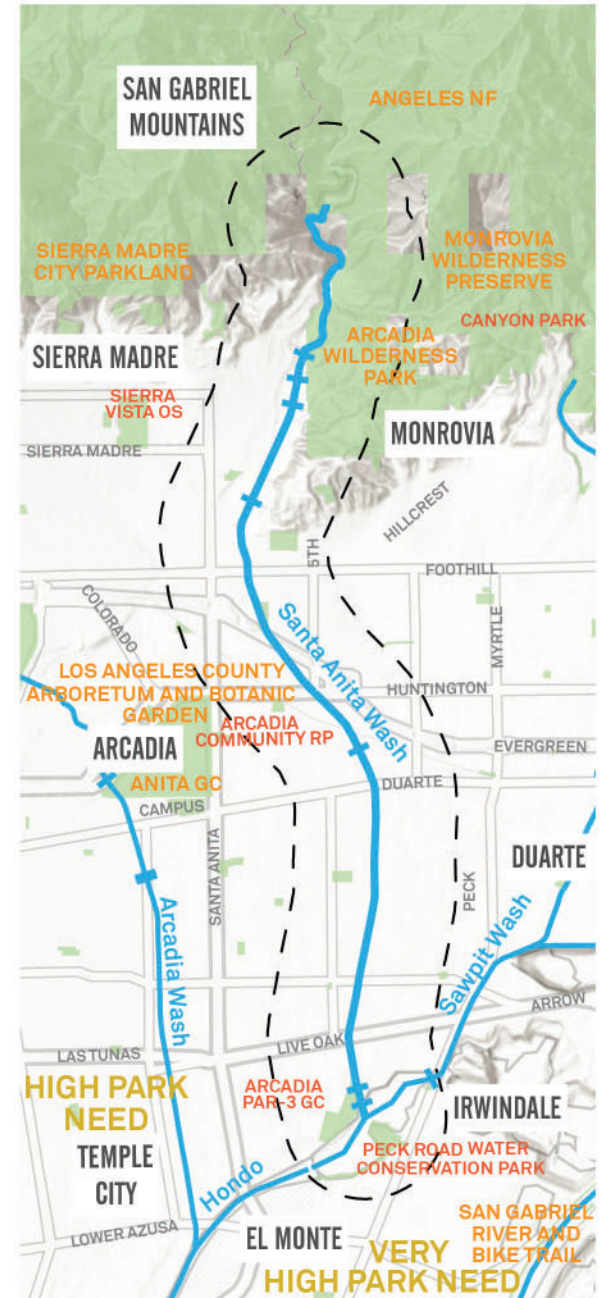 SAN GABRIEL
MOUNTAINS
ANGELES NF
SIERRA MADRE
CITY PARKLAND
MONROVIA
WILDERNESS
PRESERVE
CANYON PARK
ARCADIA
WILDERNESS
PARK
SIERRA MADRE
SIERRA
VISTA OS
MONROVIA
SIERRA MADRE
HILLCREST
5TH
FOOTHILL
COLORADO
MYRTLE
Santa Anita Wash
LOS ANGELES COUNTY
ARBORETUM AND BOTANIC
GARDEN
HUNTINGTON
ARCADIA
COMMUNITY RP
ARCADIA
EVERGREEN
ANITA GC
DUARTE
CAMPUS
SANTA ANITA
DUARTE
PECK
Arcadia Wash
Sawpit Wash
ARROW
LIVE OAK
LAS TUNAS
HIGH PARK
NEED
ARCADIA
PAR-3 GC
IRWINDALE
TEMPLE
CITY
PECK ROAD WATER
CONSERVATION PARK
Hondo
SAN GABRIEL
RIVER AND
BIKE TRAIL
LOWER AZUSA
EL MONTE
VERY
HIGH PARK NEED